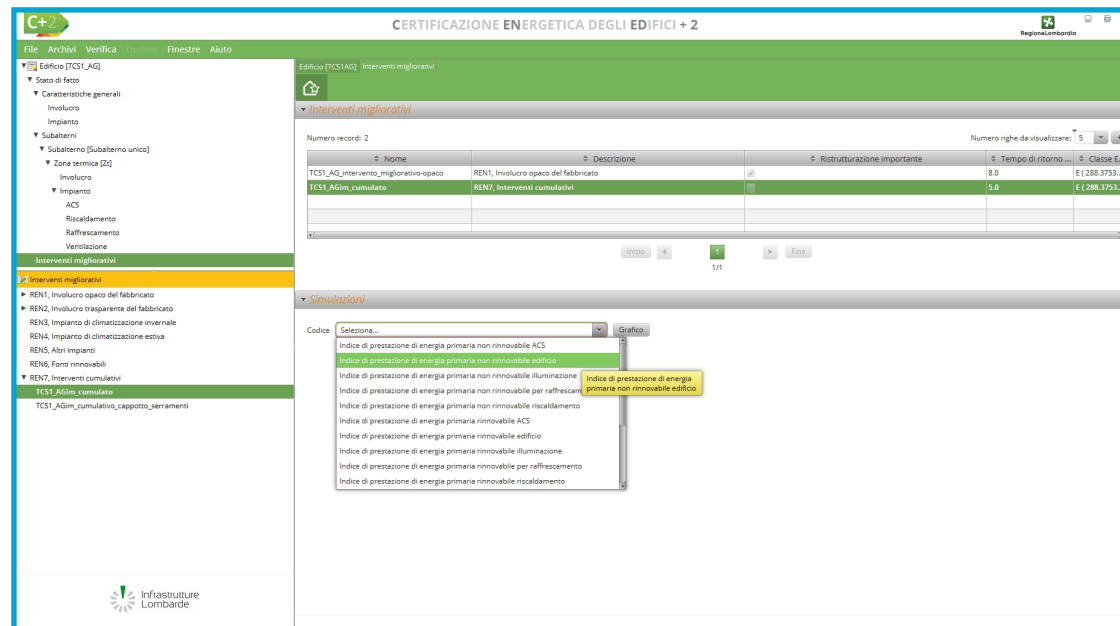 C+2
CERTIFICAZIONE ENERGETICA DEGLI EDIFICI + 2
RegioneLombardia
File Archivi Verifica Opzioni Finestre Aiuto
Edificio [TCS1_AG]
Stato di fatto
Caratteristiche generali
Involucro
Impianto
Subalterni
Subalterno [Subalterno unico]
Zona termica [Zt]
Involucro
Impianto
ACS
Riscaldamento
Raffrescamento
Ventilazione
Interventi migliorativi
Interventi migliorativi
REN1, Involucro opaco del fabbricato
REN2, Involucro trasparente del fabbricato
REN3, Impianto di climatizzazione invernale
REN4, Impianto di climatizzazione estiva
REN5, Altri impianti
REN6, Fonti rinnovabili
REN7, Interventi cumulativi
TCS1_AGim_cumulato
TCS1_AGim_cumulativo_cappotto_serramenti
Infrastrutture
Lombarde
Edificio [TCS1AG] Interventi migliorativi
Interventi migliorativi
Numero record: 2 Numero righe da visualizzare: 5
Nome Descrizione Ristrutturazione importante Tempo di ritorno ... Classe E
TCS1_AG_intervento_migliorativo-opaco REN1, Involucro opaco del fabbricato 8.0 E ( 288.3753..
TCS1_AGim_cumulato REN7, Interventi cumulativi 5.0 E ( 288.3753..
Inizio 1 Fine
1/1
Simulazioni
Codice Seleziona... Grafico
Indice di prestazione di energia primaria non rinnovabile ACS
Indice di prestazione di energia primaria non rinnovabile edificio
Indice di prestazione di energia primaria non rinnovabile illuminazione
Indice di prestazione di energia primaria non rinnovabile per raffrescam
Indice di prestazione di energia primaria non rinnovabile riscaldamento
Indice di prestazione di energia primaria rinnovabile ACS
Indice di prestazione di energia primaria rinnovabile edificio
Indice di prestazione di energia primaria rinnovabile illuminazione
Indice di prestazione di energia primaria rinnovabile per raffrescamento
Indice di prestazione di energia primaria rinnovabile riscaldamento
Indice di prestazione di energia
primaria non rinnovabile edificio